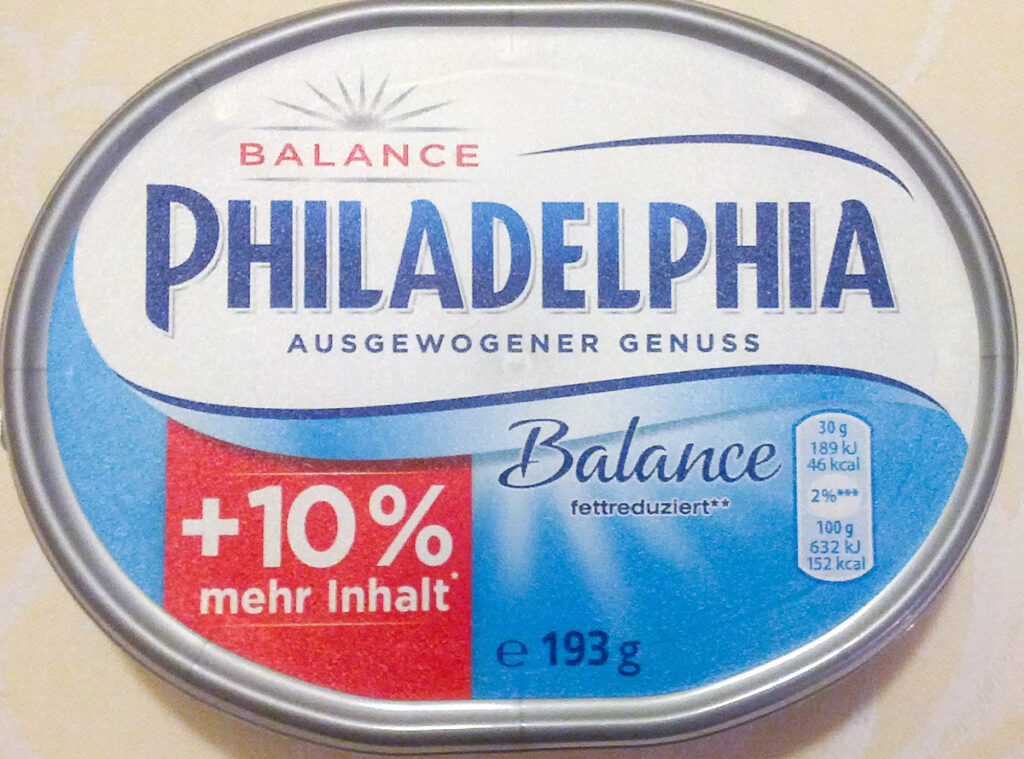 BALANCE
PHILADELPHIA
AUSGEWOGENER GENUSS
Balance
fettreduziert**
30 g
189 kJ
46 kcal
2%***
100 g
632 kJ
152 kcal
+10%
mehr Inhalt*
e 193 g